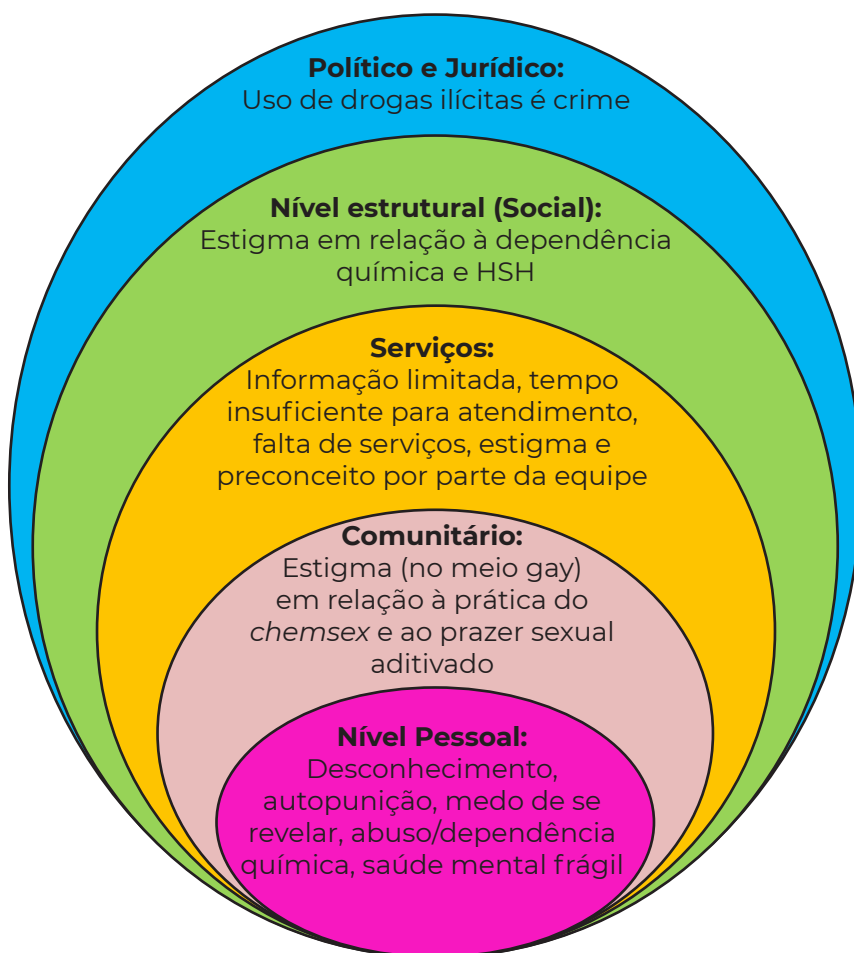 Político e Jurídico:
Uso de drogas ilícitas é crime
Nível estrutural (Social):
Estigma em relação à dependência
química e HSH
Serviços:
Informação limitada, tempo
insuficiente para atendimento,
falta de serviços, estigma e
preconceito por parte da equipe
Comunitário:
Estigma (no meio gay)
em relação à prática do
chemsex e ao prazer sexual
aditivado
Nível Pessoal:
Desconhecimento,
autopunição, medo de se
revelar, abuso/dependência
química, saúde mental frágil